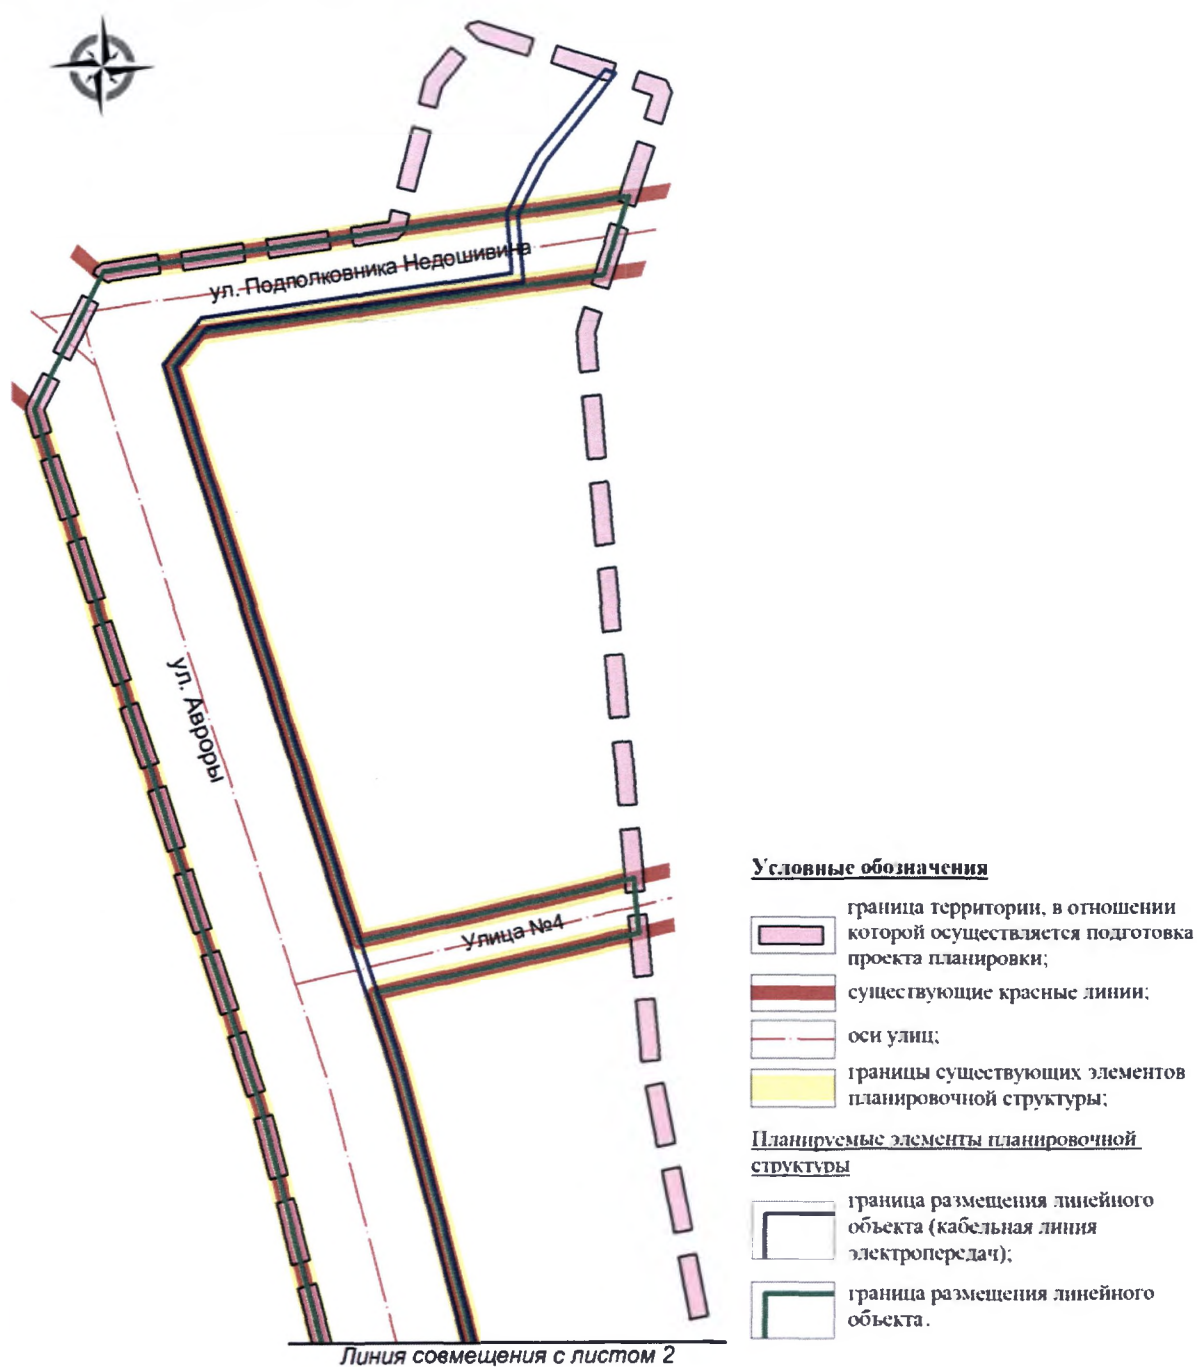 ул. Подполковника Недошивина
ул. Авроры
Улица №4
Условные обозначения
граница территории, в отношении
которой осуществляется подготовка
проекта планировки;
существующие красные линии;
оси улиц;
границы существующих элементов
планировочной структуры;
Планируемые элементы планировочной
структуры
граница размещения линейного
объекта (кабельная линия
электропередач);
граница размещения линейного
объекта.
Линия совмещения с листом 2